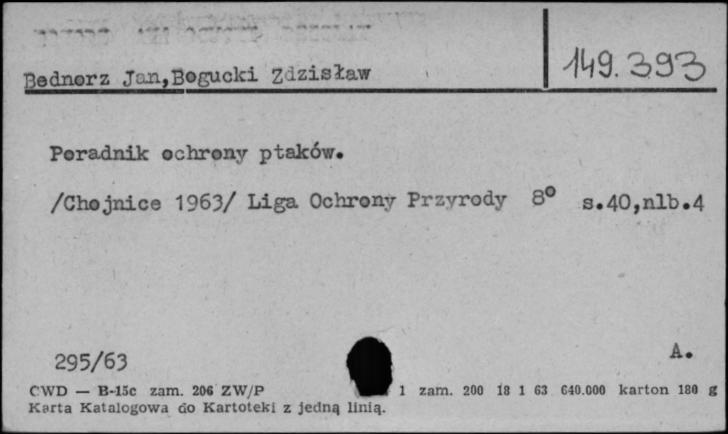 Bednorz Jan,Bogucki Zdzisław
149.393
Poradnik ochrony ptaków.
/Chojnice 1963/ Liga Ochrony Przyrody 8° s.40,nlb.4
295/63
A.
CWD — B-15c zam. 206 ZW/P 1 zam. 200 18 1 63 640.000 karton 180 g
Karta Katalogowa do Kartoteki z jedną linią.